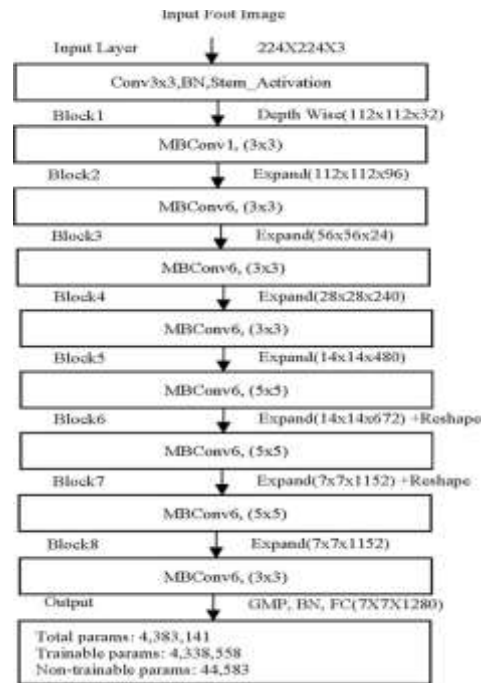 Input Foot Image
Input Layer 224X224X3
Conv3x3,BN,Stem_Activation
Block1 Depth Wise(112x112x32)
MBConv1, (3x3)
Block2 Expand(112x112x96)
MBConv6, (3x3)
Block3 Expand(56x56x24)
MBConv6, (3x3)
Block4 Expand(28x28x240)
MBConv6, (3x3)
Block5 Expand(14x14x480)
MBConv6, (5x5)
Block6 Expand(14x14x672) +Reshape
MBConv6, (5x5)
Block7 Expand(7x7x1152) +Reshape
MBConv6, (5x5)
Block8 Expand(7x7x1152)
MBConv6, (3x3)
Output GMP, BN, FC(7X7X1280)
Total params: 4,383,141
Trainable params: 4,338,558
Non-trainable params: 44,583